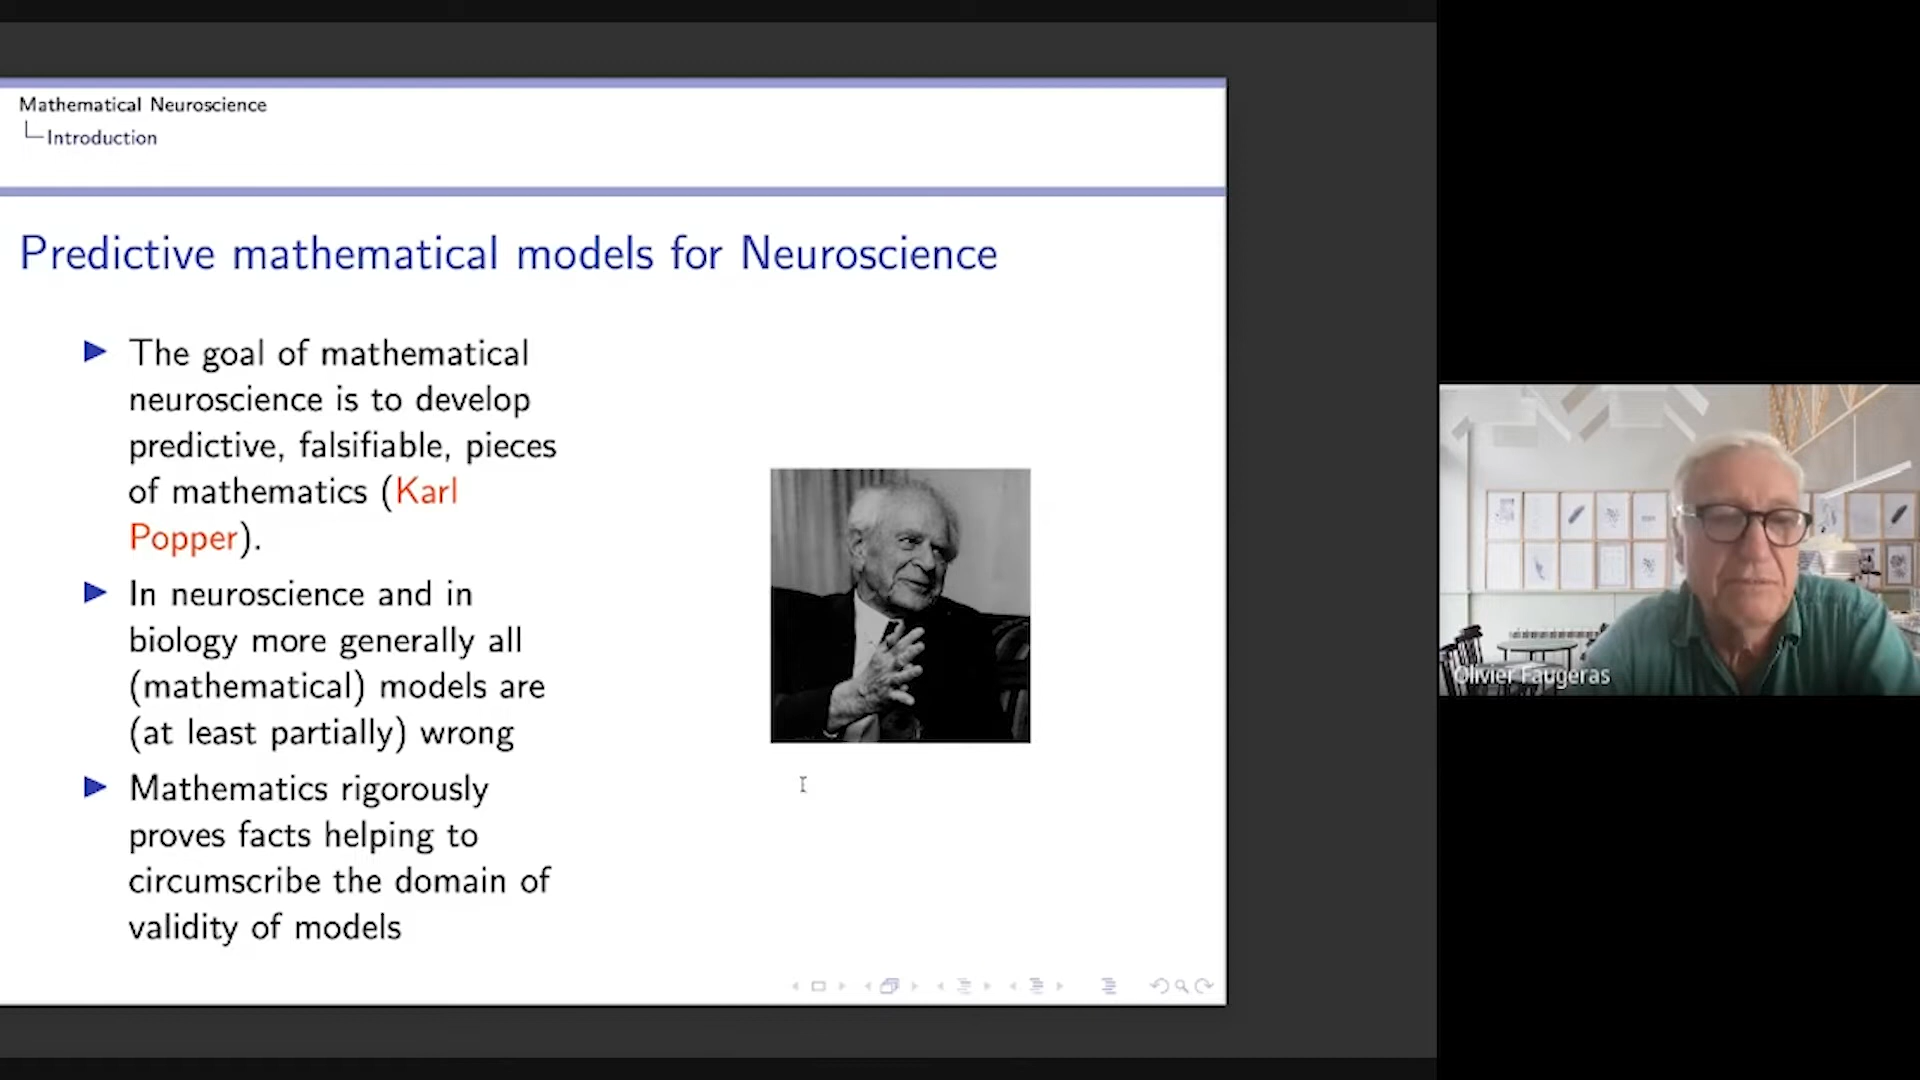 Mathematical Neuroscience
Introduction
Predictive mathematical models for Neuroscience
The goal of mathematical
neuroscience is to develop
predictive, falsifiable, pieces
of mathematics (Karl
Popper).
In neuroscience and in
biology more generally all
(mathematical) models are
(at least partially) wrong
Mathematics rigorously
proves facts helping to
circumscribe the domain of
validity of models
Olivier Faugeras